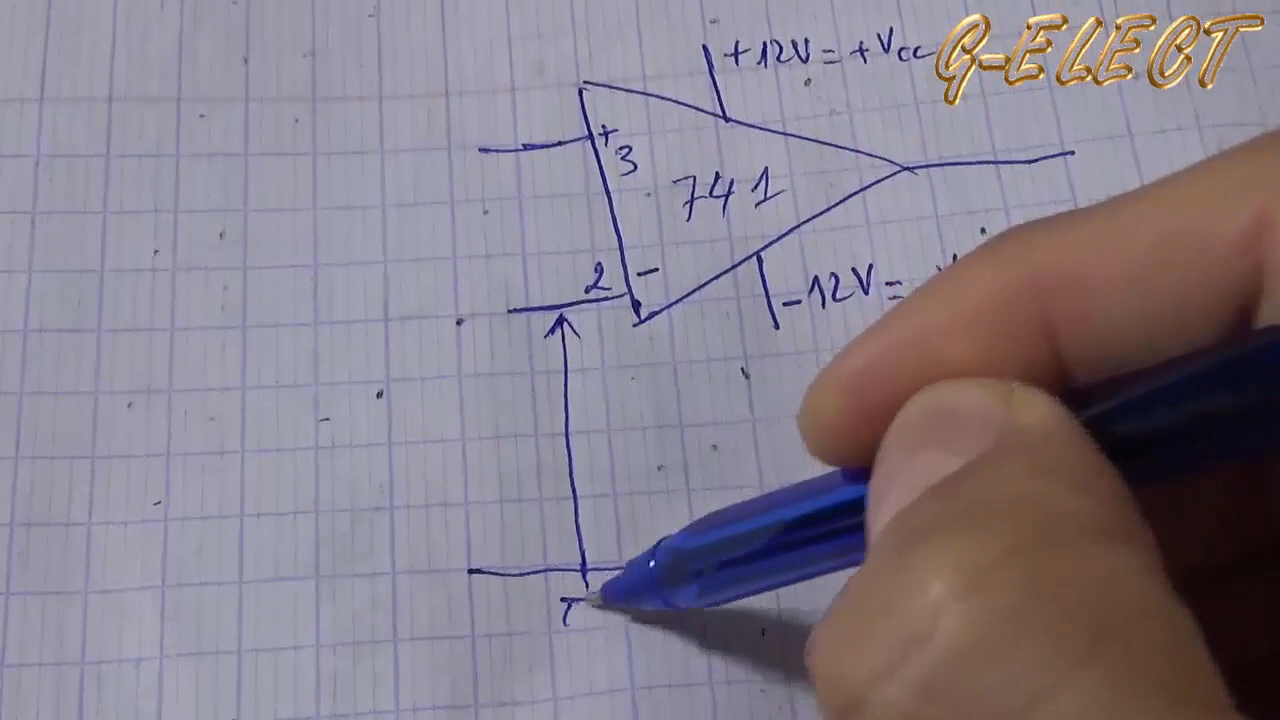 G-ELECT
+12V = +Vcc
+
3
741
2 -
-12V =